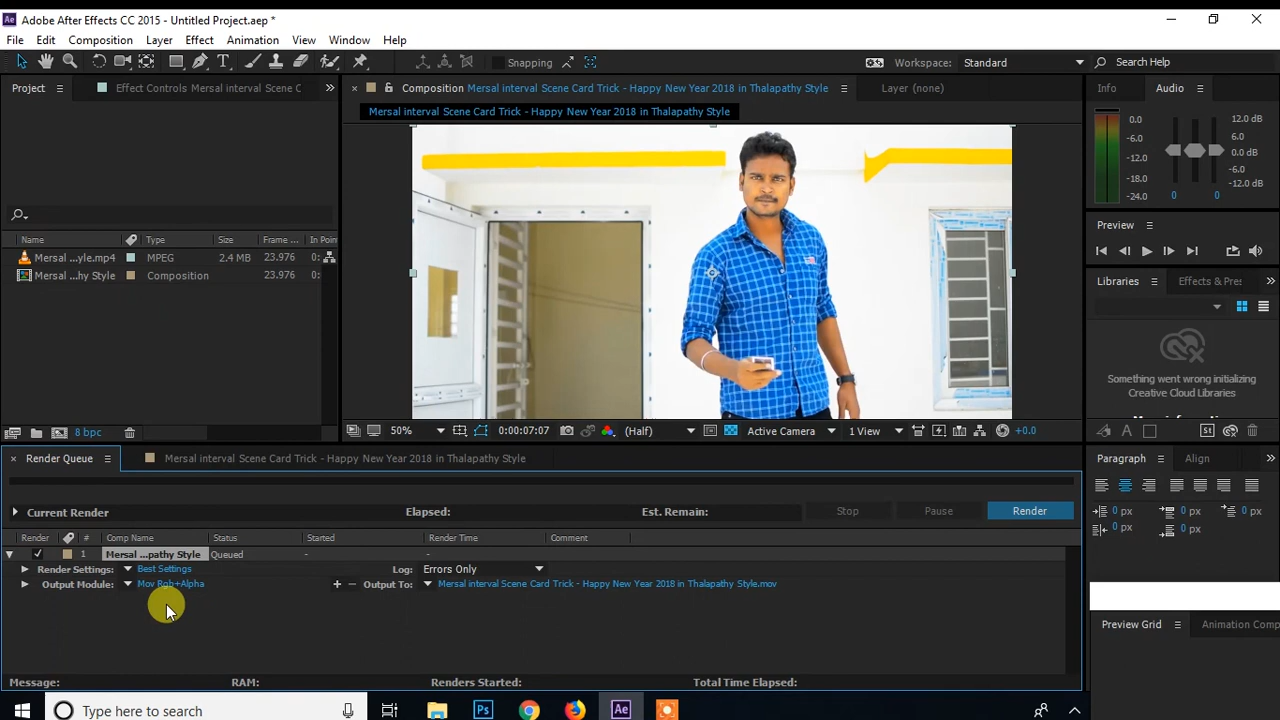 Adobe After Effects CC 2015 - Untitled Project.aep *
File Edit Composition Layer Effect Animation View Window Help
Snapping Workspace: Standard Search Help
Project Effect Controls Mersal interval Scene C
Composition Mersal interval Scene Card Trick - Happy New Year 2018 in Thalapathy Style Layer (none)
Mersal interval Scene Card Trick - Happy New Year 2018 in Thalapathy Style
Info Audio
0.0 12.0 dB
-6.0 6.0
-12.0 0.0 dB
-18.0 -6.0
-24.0 -12.0 dB
0 0
Name Type Size Frame ... In Point
Mersal ...yle.mp4 MPEG 2.4 MB 23.976 0:
Mersal ...hy Style Composition 23.976 0:
Preview
Libraries Effects & Pres
Something went wrong initializing
Creative Cloud Libraries
8 bpc
50% 0:00:07:07 (Half) Active Camera 1 View +0.0
St
Render Queue Mersal interval Scene Card Trick - Happy New Year 2018 in Thalapathy Style
Paragraph Align
0 px 0 px 0 px
0 px 0 px
Current Render Elapsed: Est. Remain: Stop Pause Render
Render # Comp Name Status Started Render Time Comment
1 Mersal ...pathy Style Queued - -
Render Settings: Best Settings Log: Errors Only
Output Module: Mov Rgb+Alpha + − Output To: Mersal interval Scene Card Trick - Happy New Year 2018 in Thalapathy Style.mov
Preview Grid Animation Comp
Message: RAM: Renders Started: Total Time Elapsed:
Type here to search Ps Ae